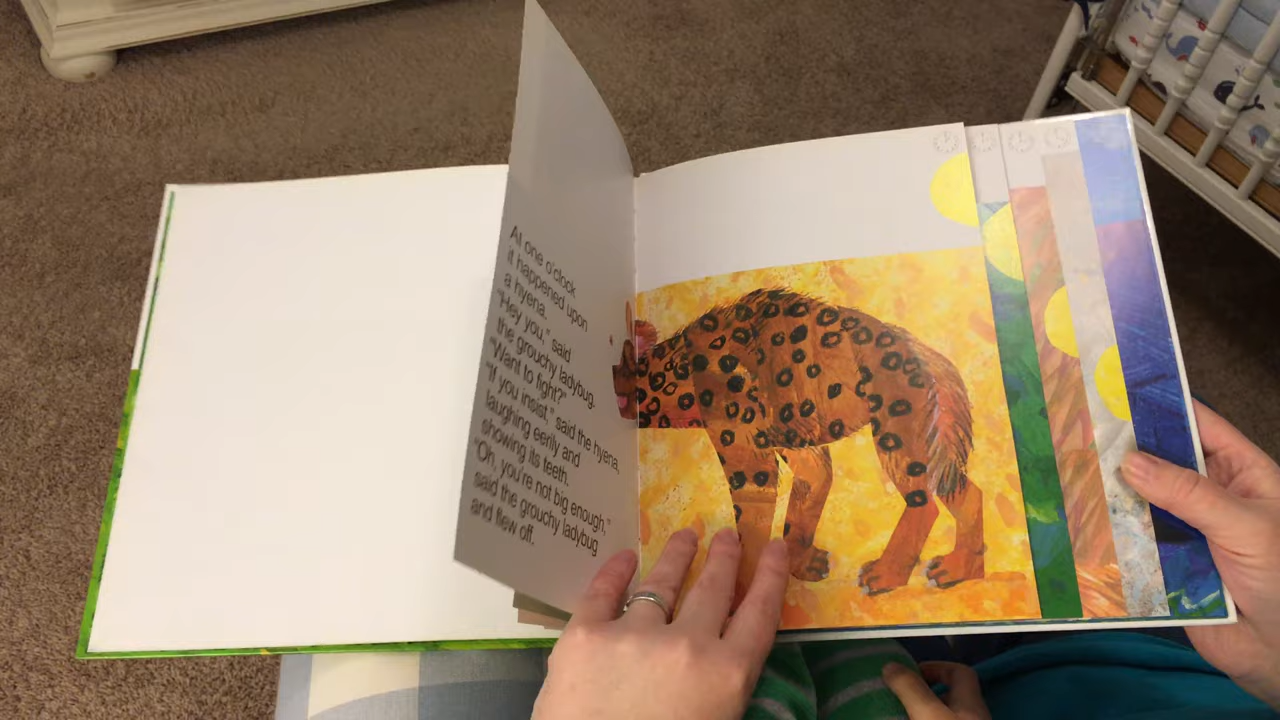 At one o'clock
it happened upon
a hyena.
"Hey you," said
the grouchy ladybug.
"Want to fight?"
"If you insist," said the hyena,
laughing eerily and
showing its teeth.
"Oh, you're not big enough,"
said the grouchy ladybug
and flew off.